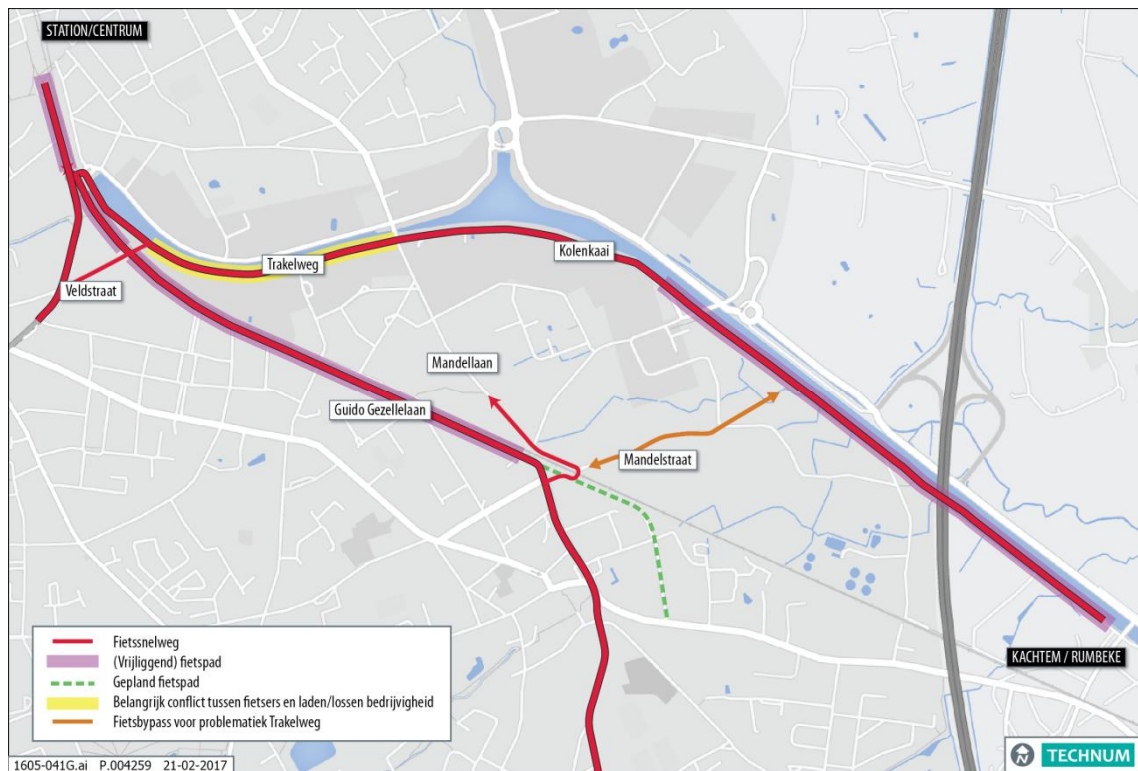 STATION/CENTRUM
Kolenkaai
Trakelweg
Veldstraat
Mandellaan
Guido Gezellelaan
Mandelstraat
Fietssnelweg
(Vrijliggend) fietspad
Gepland fietspad
Belangrijk conflict tussen fietsers en laden/lossen bedrijvigheid
Fietsbypass voor problematiek Trakelweg
KACHTEM / RUMBEKE
1605-041G.ai P.004259 21-02-2017
N TECHNUM